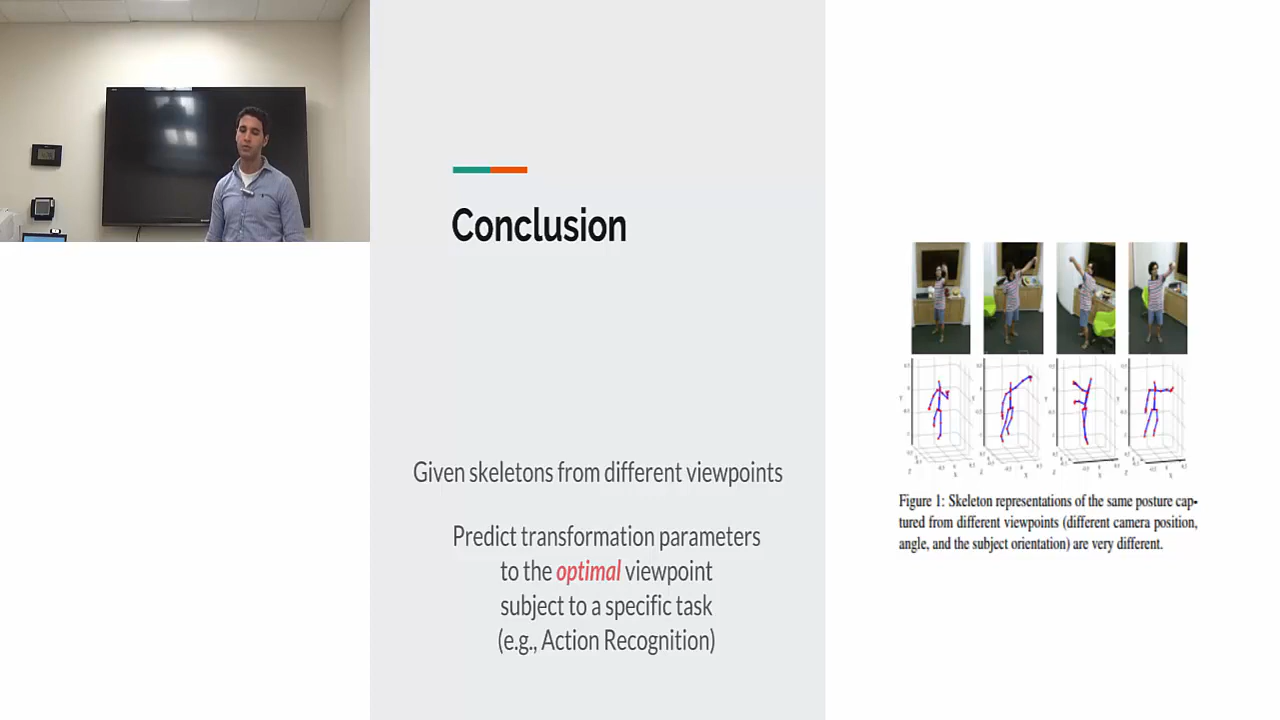 Conclusion
Given skeletons from different viewpoints
Predict transformation parameters
to the optimal viewpoint
subject to a specific task
(e.g., Action Recognition)
Figure 1: Skeleton representations of the same posture cap-
tured from different viewpoints (different camera position,
angle, and the subject orientation) are very different.